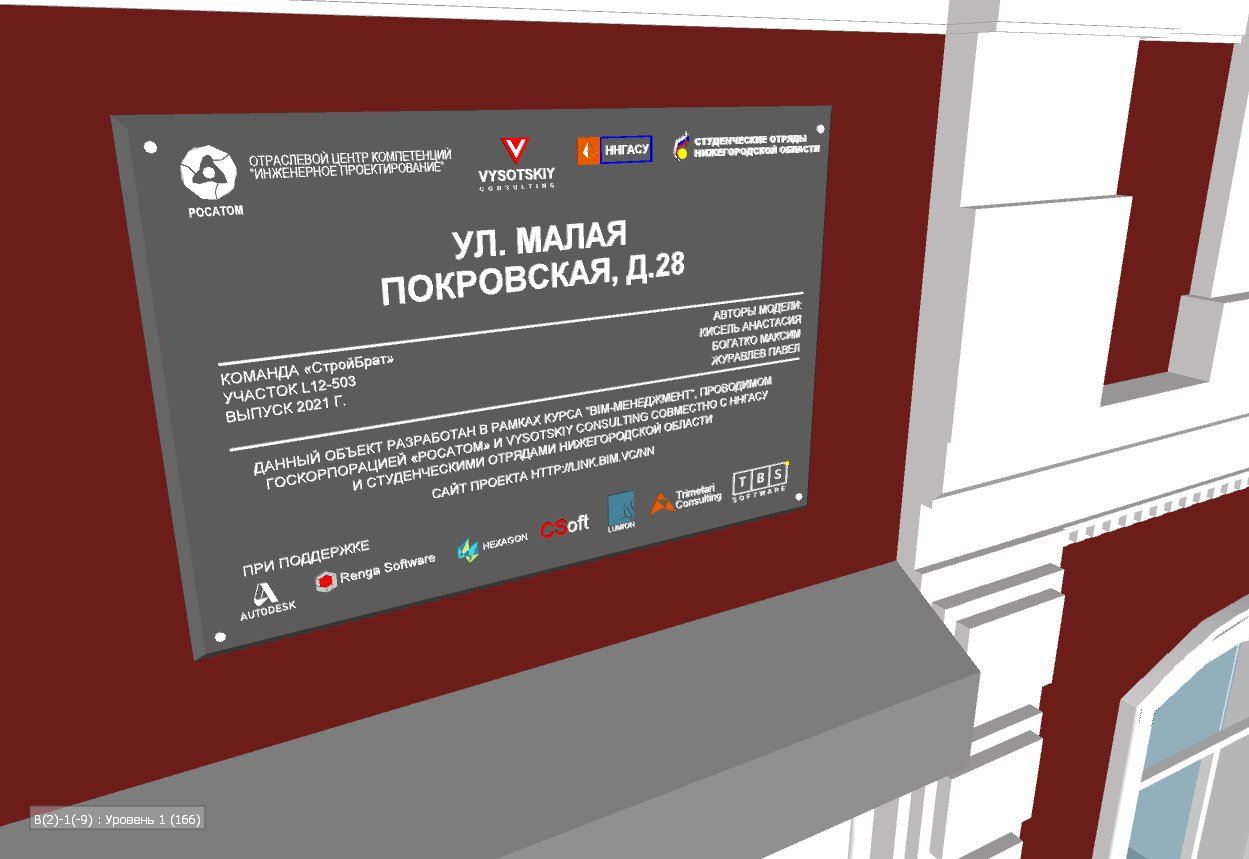 РОСАТОМ
ОТРАСЛЕВОЙ ЦЕНТР КОМПЕТЕНЦИЙ
"ИНЖЕНЕРНОЕ ПРОЕКТИРОВАНИЕ"
VYSOTSKIY
CONSULTING
ННГАСУ
СТУДЕНЧЕСКИЕ ОТРЯДЫ
НИЖЕГОРОДСКОЙ ОБЛАСТИ
УЛ. МАЛАЯ
ПОКРОВСКАЯ, Д.28
АВТОРЫ МОДЕЛИ:
КИСЕЛЬ АНАСТАСИЯ
БОГАТКО МАКСИМ
ЖУРАВЛЕВ ПАВЕЛ
КОМАНДА «СтройБрат»
УЧАСТОК L12-503
ВЫПУСК 2021 Г.
ДАННЫЙ ОБЪЕКТ РАЗРАБОТАН В РАМКАХ КУРСА "BIM-МЕНЕДЖМЕНТ", ПРОВОДИМОМ
ГОСКОРПОРАЦИЕЙ «РОСАТОМ» И VYSOTSKIY CONSULTING СОВМЕСТНО С ННГАСУ
И СТУДЕНЧЕСКИМИ ОТРЯДАМИ НИЖЕГОРОДСКОЙ ОБЛАСТИ
САЙТ ПРОЕКТА HTTP://LINK.BIM.VC/NN
ПРИ ПОДДЕРЖКЕ
AUTODESK
Renga Software
HEXAGON
CSoft
LUMION
Trimetari
Consulting
TBS
SOFTWARE
В(2)-1(-9) : Уровень 1 (166)